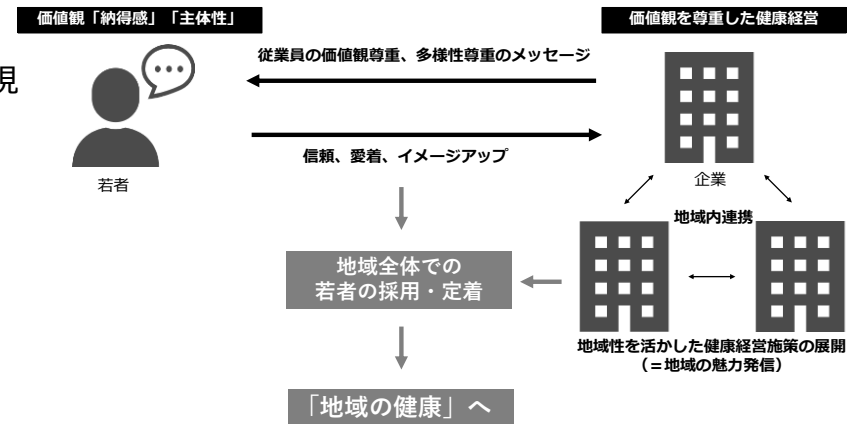 価値観「納得感」「主体性」
価値観を尊重した健康経営
従業員の価値観尊重、多様性尊重のメッセージ
見
信頼、愛着、イメージアップ
若者
企業
地域内連携
地域全体での
若者の採用・定着
地域性を活かした健康経営施策の展開
（＝地域の魅力発信）
「地域の健康」へ